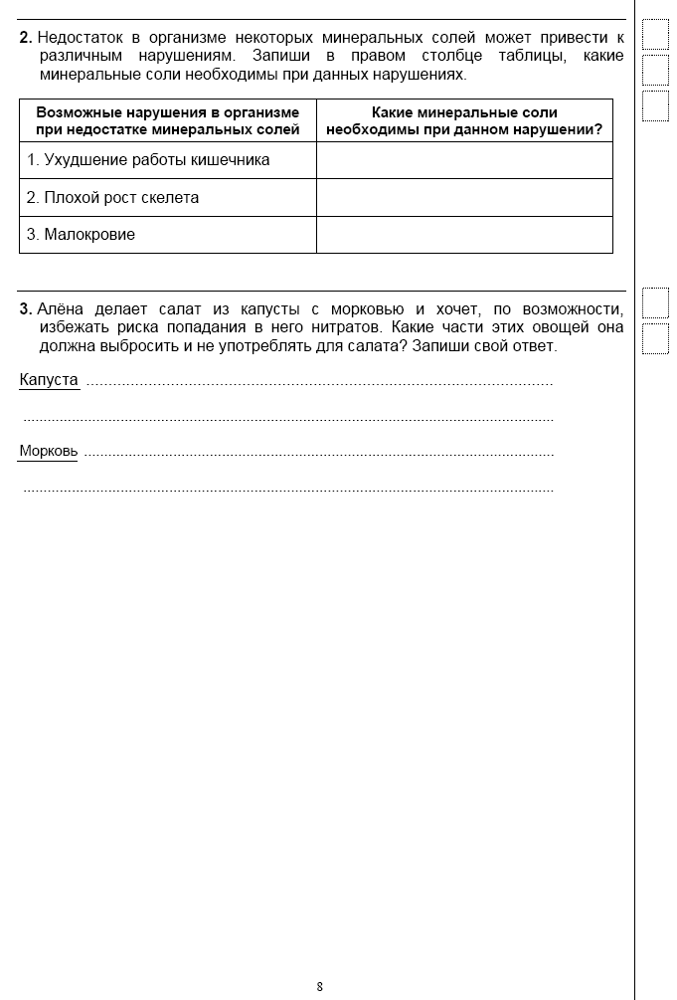 2. Недостаток в организме некоторых минеральных солей может привести к
различным нарушениям. Запиши в правом столбце таблицы, какие
минеральные соли необходимы при данных нарушениях.
Возможные нарушения в организме
при недостатке минеральных солей
Какие минеральные соли
необходимы при данном нарушении?
1. Ухудшение работы кишечника
2. Плохой рост скелета
3. Малокровие
3. Алёна делает салат из капусты с морковью и хочет, по возможности,
избежать риска попадания в него нитратов. Какие части этих овощей она
должна выбросить и не употреблять для салата? Запиши свой ответ.
Капуста ........................................................................................................
......................................................................................................................
Морковь ........................................................................................................
......................................................................................................................
8